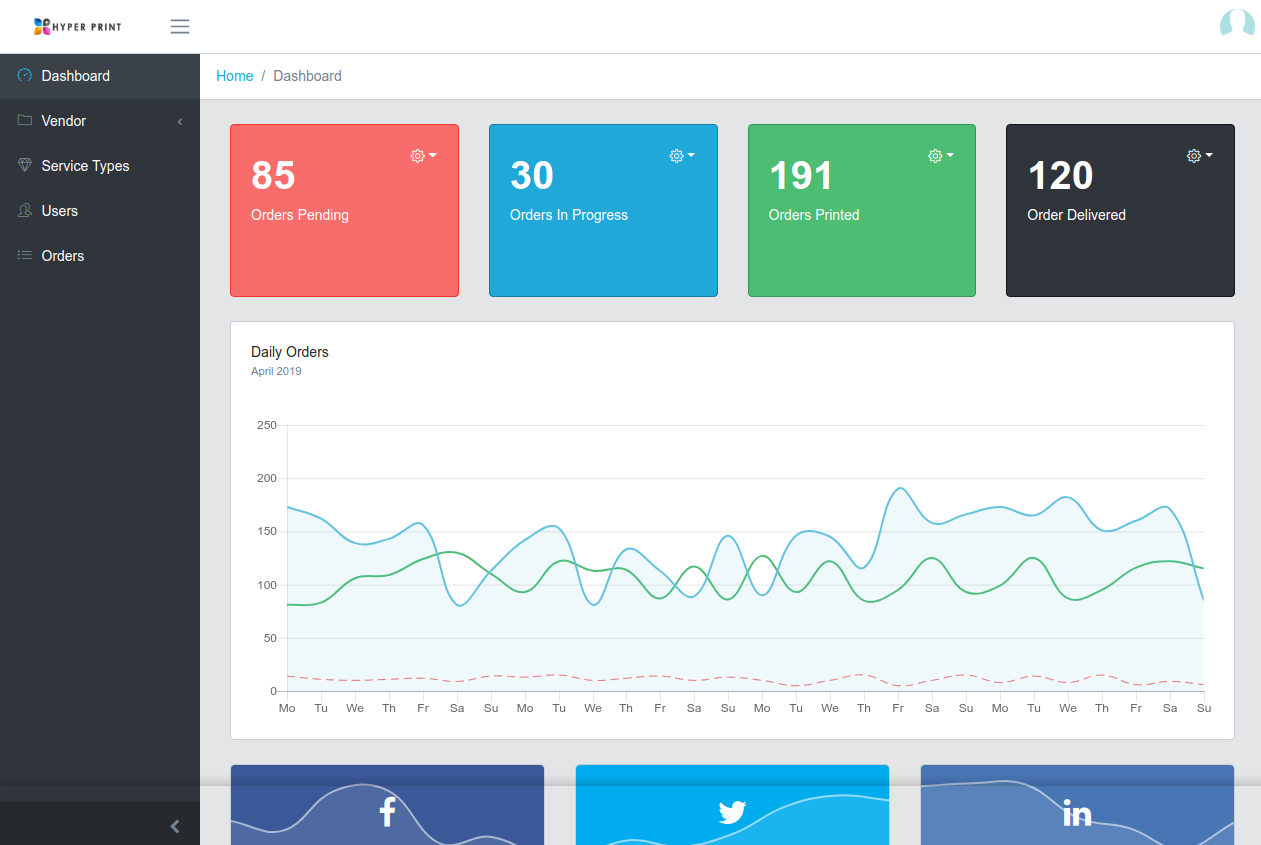 HYPER PRINT
Dashboard
Vendor
Service Types
Users
Orders
Home / Dashboard
85
Orders Pending
30
Orders In Progress
191
Orders Printed
120
Order Delivered
Daily Orders
April 2019
250
200
150
100
50
0
Mo Tu We Th Fr Sa Su Mo Tu We Th Fr Sa Su Mo Tu We Th Fr Sa Su Mo Tu We Th Fr Sa Su
f
in